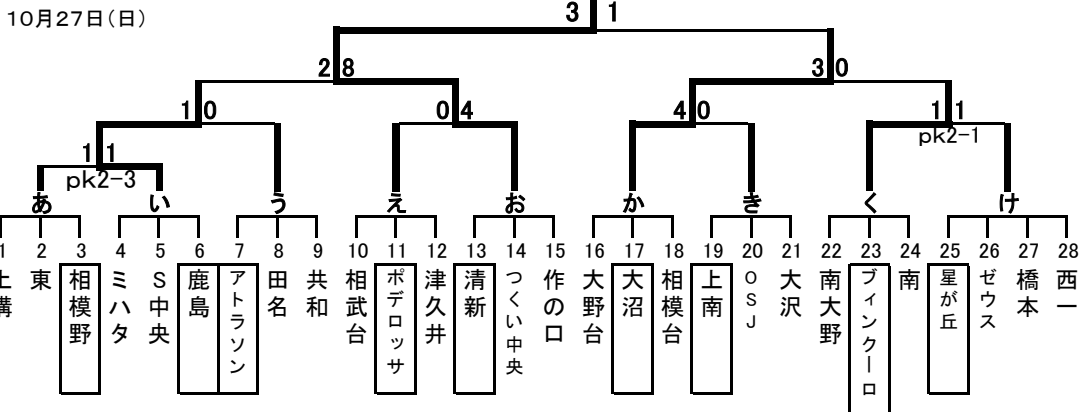 10月27日(日)
3 1
2 8
3 0
1 0
0 4
4 0
1 1
pk2-1
1 1
pk2-3
あ い う え お か き く け
1 2 3 4 5 6 7 8 9 10 11 12 13 14 15 16 17 18 19 20 21 22 23 24 25 26 27 28
上溝
東
相模野
ミハタ
S中央
鹿島
アトラソン
田名
共和
相武台
ポデロッサ
津久井
清新
つくい中央
作の口
大野台
大沼
相模台
上南
OSJ
大沢
南大野
フィンクーロ
南
星が丘
ゼウス
橋本
西一